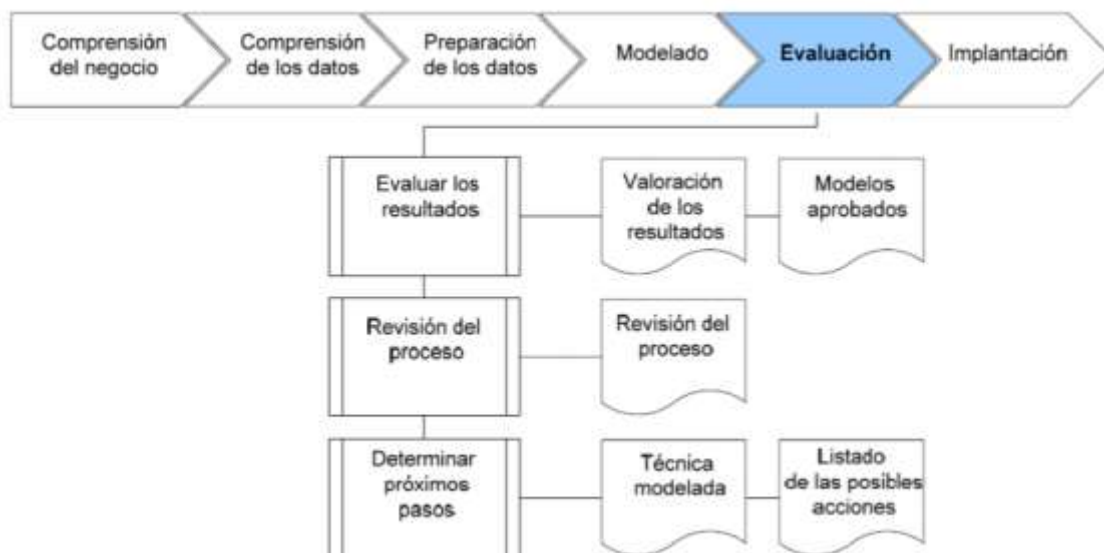 Comprensión
del negocio
Comprensión
de los datos
Preparación
de los datos
Modelado
Evaluación
Implantación
Evaluar los
resultados
Valoración
de los
resultados
Modelos
aprobados
Revisión del
proceso
Revisión del
proceso
Determinar
próximos
pasos
Técnica
modelada
Listado
de las posibles
acciones